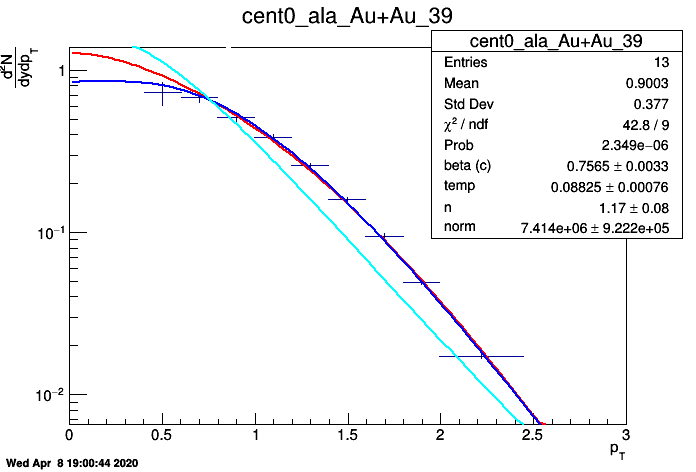 cent0_ala_Au+Au_39
cent0_ala_Au+Au_39
Entries 13
Mean 0.9003
Std Dev 0.377
χ² / ndf 42.8 / 9
Prob 2.349e−06
beta (c) 0.7565 ± 0.0033
temp 0.08825 ± 0.00076
n 1.17 ± 0.08
norm 7.414e+06 ± 9.222e+05
d²N
dydp_T
1
10⁻¹
10⁻²
0 0.5 1 1.5 2 2.5 3
p_T
Wed Apr 8 19:00:44 2020